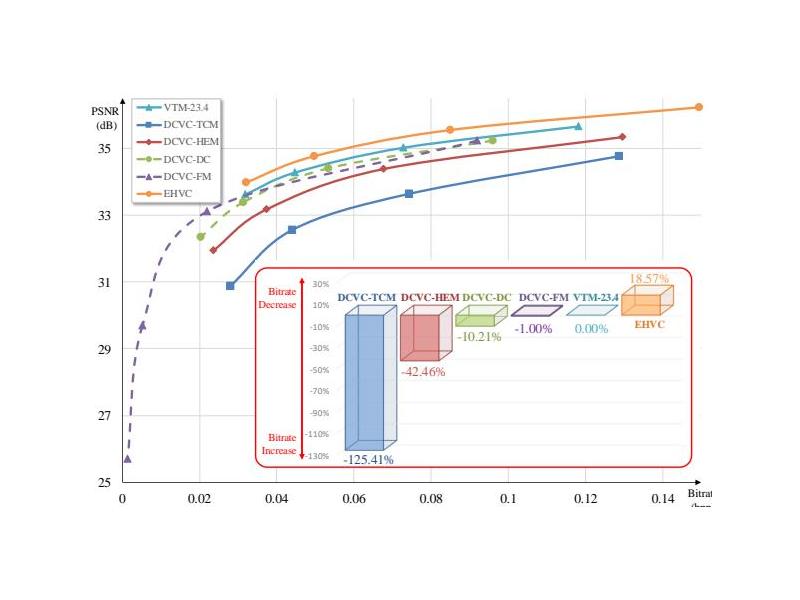 PSNR
(dB)
VTM-23.4
DCVC-TCM
DCVC-HEM
DCVC-DC
DCVC-FM
EHVC
35
33
31
29
27
25
0
0.02
0.04
0.06
0.08
0.1
0.12
0.14
Bitrate
Decrease
Bitrate
Increase
30%
10%
-10%
-30%
-50%
-70%
-90%
-110%
-130%
DCVC-TCM
DCVC-HEM
DCVC-DC
DCVC-FM
VTM-23.4
EHVC
-125.41%
-42.46%
-10.21%
-1.00%
0.00%
18.57%